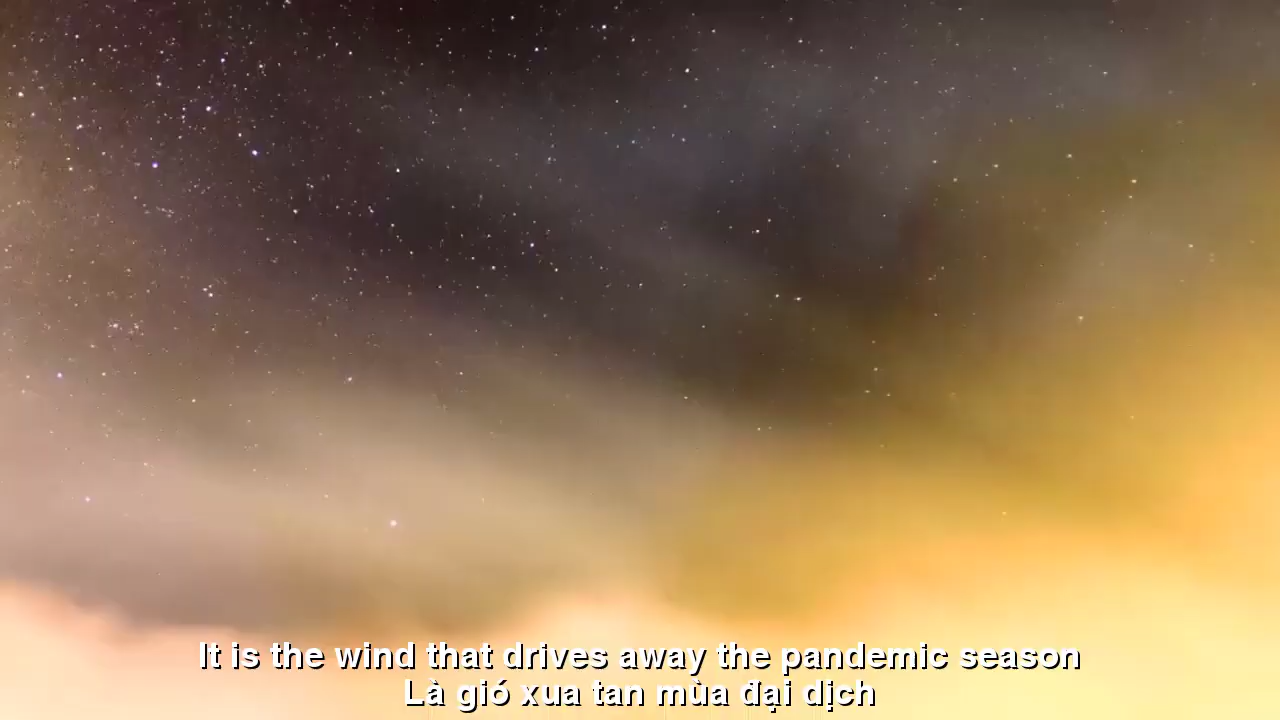 It is the wind that drives away the pandemic season
Là gió xua tan mùa đại dịch